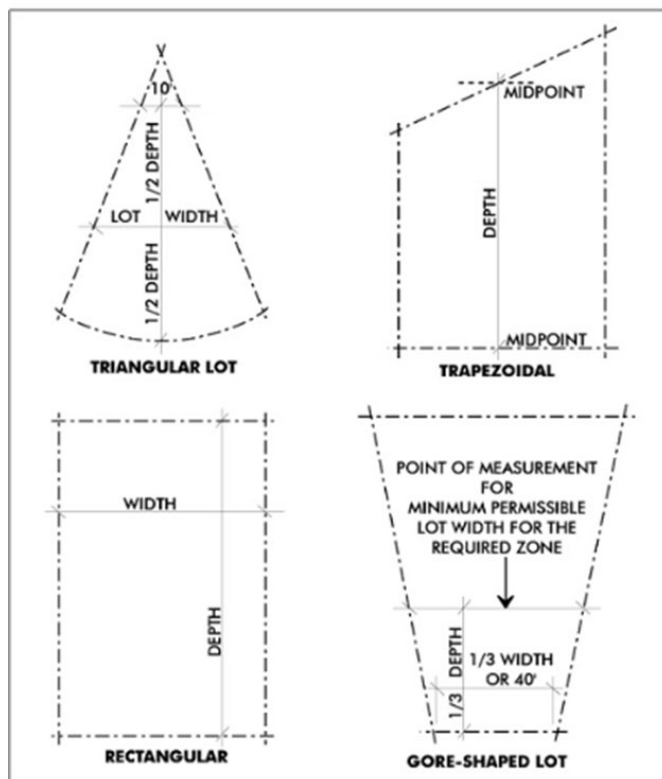 10'
1/2 DEPTH
LOT WIDTH
1/2 DEPTH
TRIANGULAR LOT
MIDPOINT
DEPTH
MIDPOINT
TRAPEZOIDAL
WIDTH
DEPTH
RECTANGULAR
POINT OF MEASUREMENT
FOR
MINIMUM PERMISSIBLE
LOT WIDTH FOR THE
REQUIRED ZONE
1/3 DEPTH
1/3 WIDTH
OR 40'
GORE-SHAPED LOT